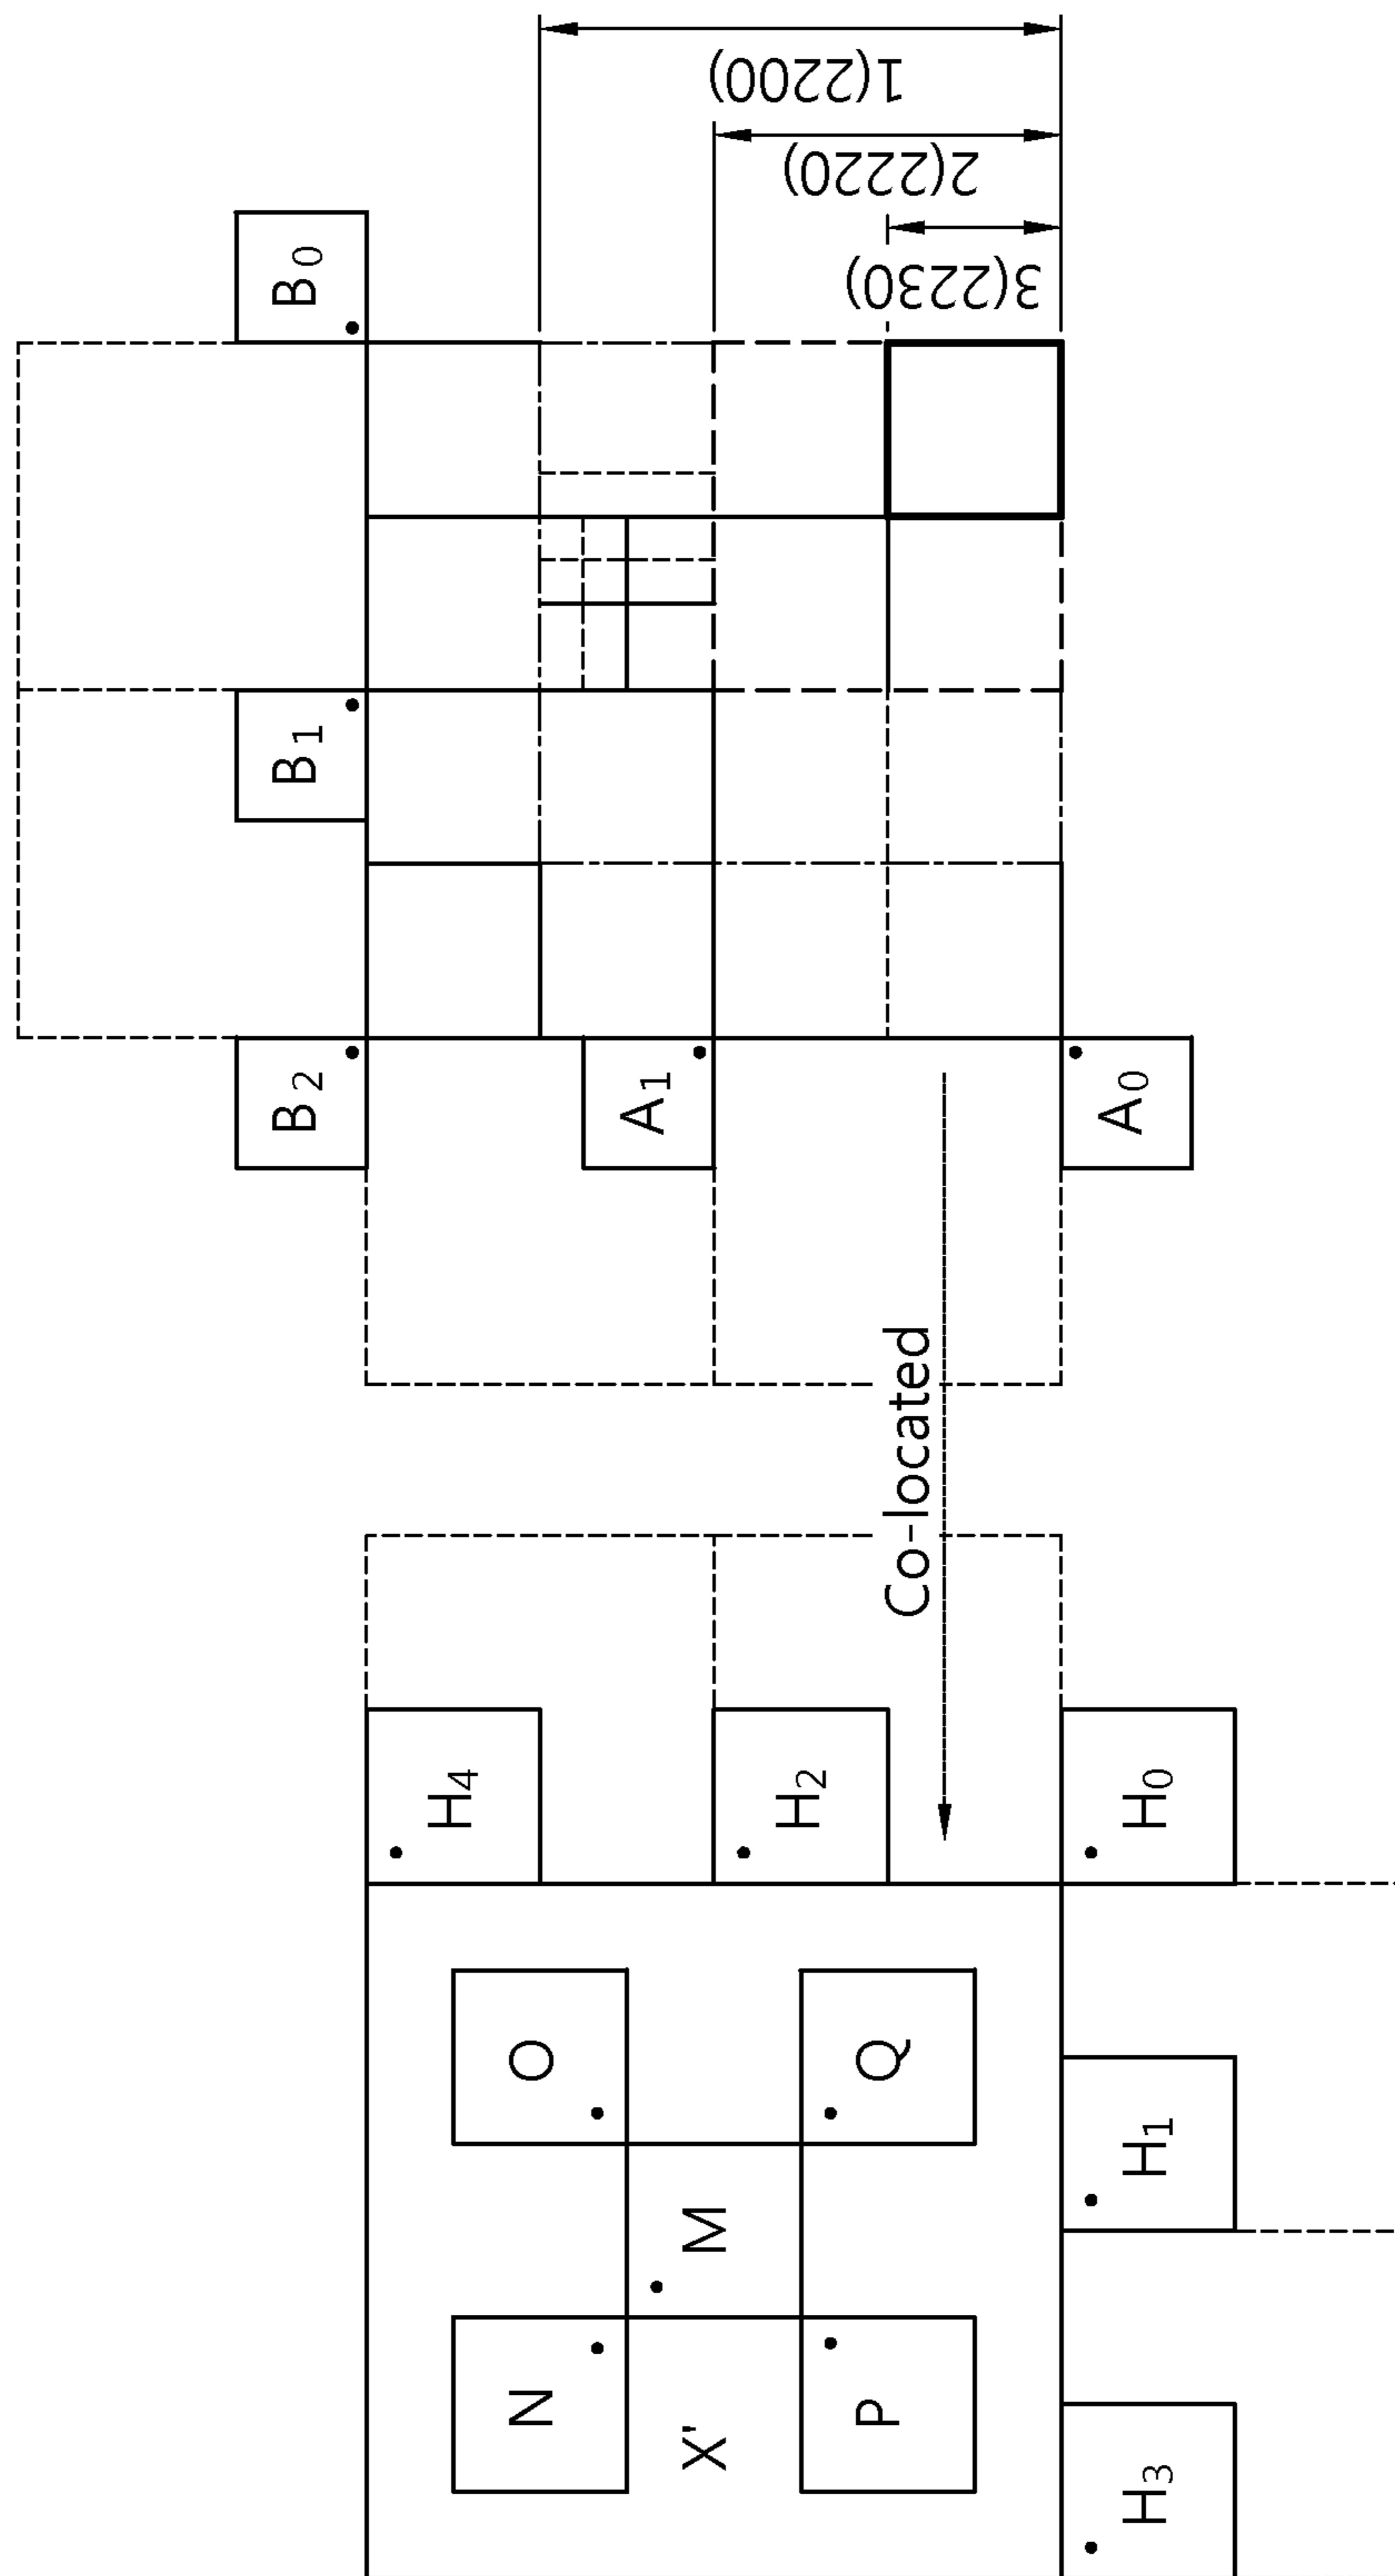 1(2200)
2(2220)
3(2230)
B0
B1
B2
A1
A0
Co-located
H4
H2
H0
O
Q
M
H1
N
P
X'
H3